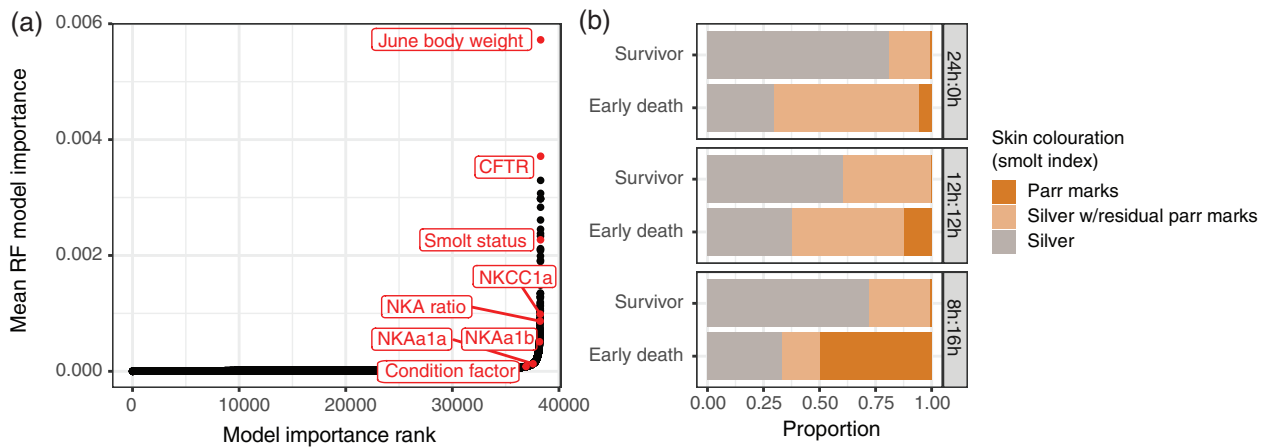 (a)
0.006
0.004
0.002
0.000
Mean RF model importance
June body weight
CFTR
Smolt status
NKCC1a
NKA ratio
NKAa1a
NKAa1b
Condition factor
0
10000
20000
30000
40000
Model importance rank
(b)
Survivor
Early death
24h:0h
Survivor
Early death
12h:12h
Survivor
Early death
8h:16h
0.00
0.25
0.50
0.75
1.00
Proportion
Skin colouration
(smolt index)
Parr marks
Silver w/residual parr marks
Silver